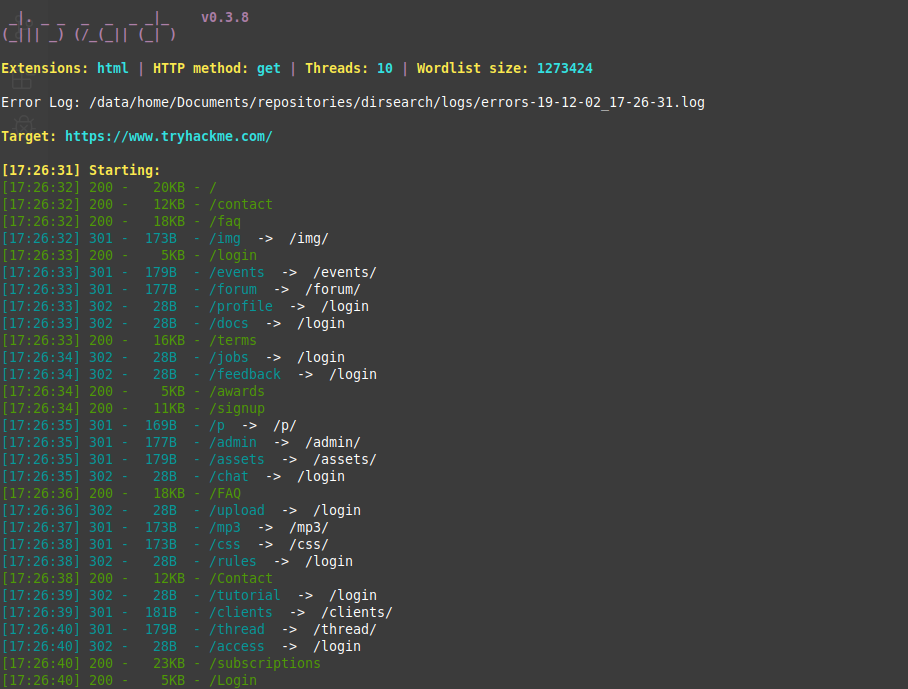 _|. _ _  _  _  _ _|_    v0.3.8
(_||| _) (/_(_|| (_| )
Extensions: html | HTTP method: get | Threads: 10 | Wordlist size: 1273424
Error Log: /data/home/Documents/repositories/dirsearch/logs/errors-19-12-02_17-26-31.log
Target: https://www.tryhackme.com/
[17:26:31] Starting:
[17:26:32] 200 -   20KB - /
[17:26:32] 200 -   12KB - /contact
[17:26:32] 200 -   18KB - /faq
[17:26:32] 301 -  173B  - /img  ->  /img/
[17:26:33] 200 -    5KB - /login
[17:26:33] 301 -  179B  - /events  ->  /events/
[17:26:33] 301 -  177B  - /forum  ->  /forum/
[17:26:33] 302 -   28B  - /profile  ->  /login
[17:26:33] 302 -   28B  - /docs  ->  /login
[17:26:33] 200 -   16KB - /terms
[17:26:34] 302 -   28B  - /jobs  ->  /login
[17:26:34] 302 -   28B  - /feedback  ->  /login
[17:26:34] 200 -    5KB - /awards
[17:26:34] 200 -   11KB - /signup
[17:26:35] 301 -  169B  - /p  ->  /p/
[17:26:35] 301 -  177B  - /admin  ->  /admin/
[17:26:35] 301 -  179B  - /assets  ->  /assets/
[17:26:35] 302 -   28B  - /chat  ->  /login
[17:26:36] 200 -   18KB - /FAQ
[17:26:36] 302 -   28B  - /upload  ->  /login
[17:26:37] 301 -  173B  - /mp3  ->  /mp3/
[17:26:38] 301 -  173B  - /css  ->  /css/
[17:26:38] 302 -   28B  - /rules  ->  /login
[17:26:38] 200 -   12KB - /Contact
[17:26:39] 302 -   28B  - /tutorial  ->  /login
[17:26:39] 301 -  181B  - /clients  ->  /clients/
[17:26:40] 301 -  179B  - /thread  ->  /thread/
[17:26:40] 302 -   28B  - /access  ->  /login
[17:26:40] 200 -   23KB - /subscriptions
[17:26:40] 200 -    5KB - /Login